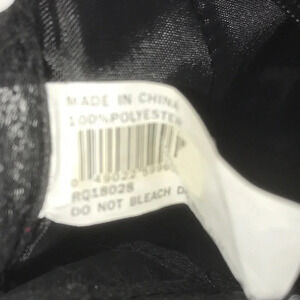 MADE IN CHINA
100%POLYESTER
RQ18028
DO NOT BLEACH